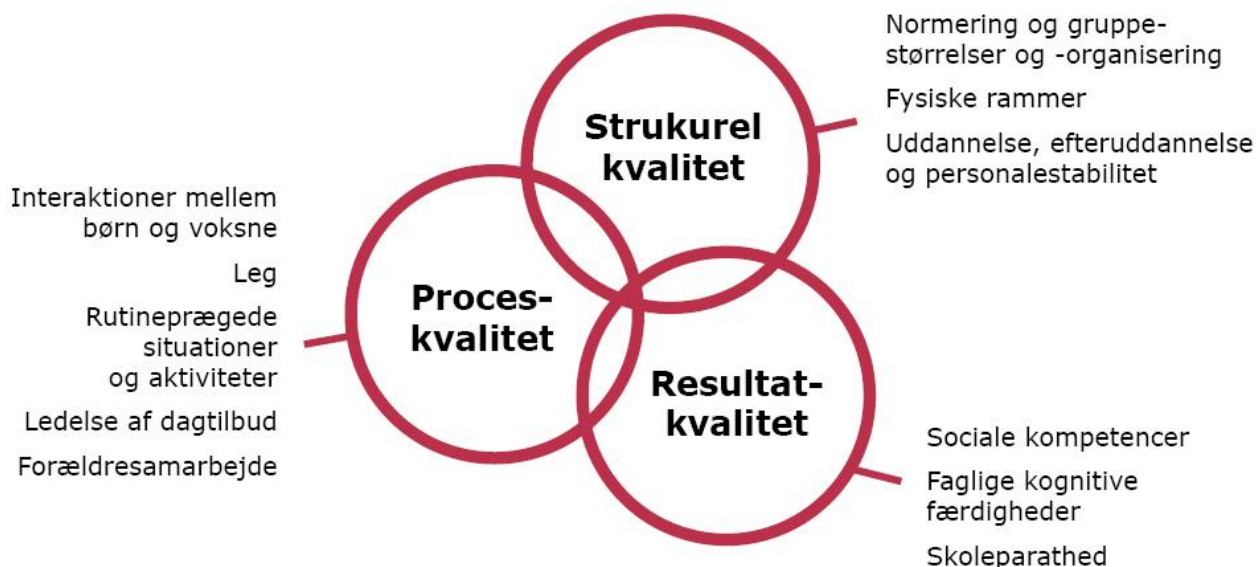 Normering og gruppe-
størrelser og -organisering
Fysiske rammer
Uddannelse, efteruddannelse
og personalestabilitet
Strukurel
kvalitet
Interaktioner mellem
børn og voksne
Leg
Rutineprægede
situationer
og aktiviteter
Ledelse af dagtilbud
Forældresamarbejde
Proces-
kvalitet
Resultat-
kvalitet
Sociale kompetencer
Faglige kognitive
færdigheder
Skoleparathed